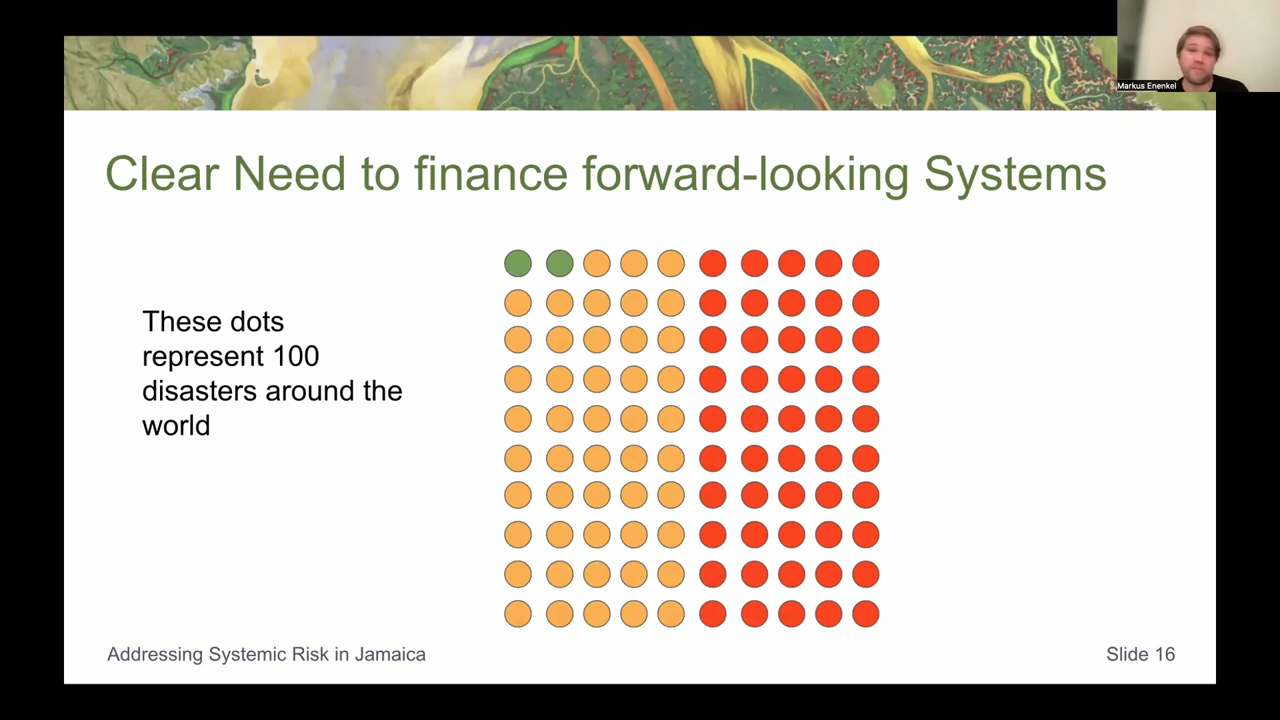 Markus Enenkel
Clear Need to finance forward-looking Systems
These dots
represent 100
disasters around the
world
Addressing Systemic Risk in Jamaica
Slide 16